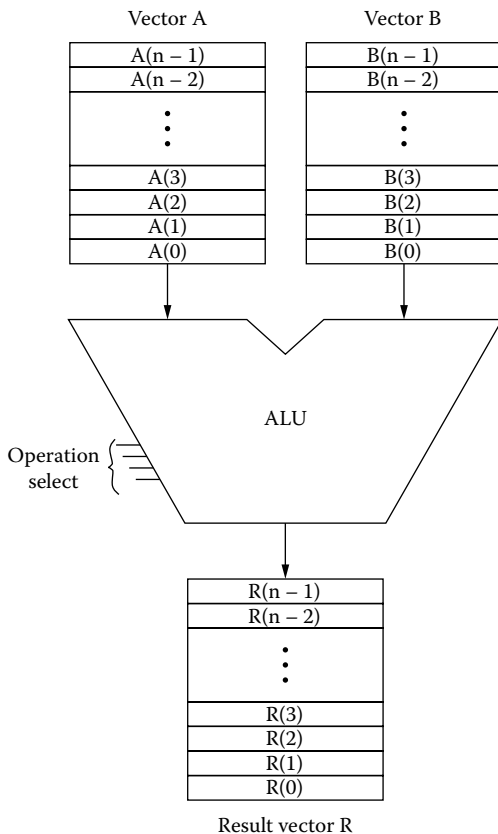 Vector A
Vector B
A(n – 1)
A(n – 2)
A(3)
A(2)
A(1)
A(0)
B(n – 1)
B(n – 2)
B(3)
B(2)
B(1)
B(0)
ALU
Operation
select
R(n – 1)
R(n – 2)
R(3)
R(2)
R(1)
R(0)
Result vector R